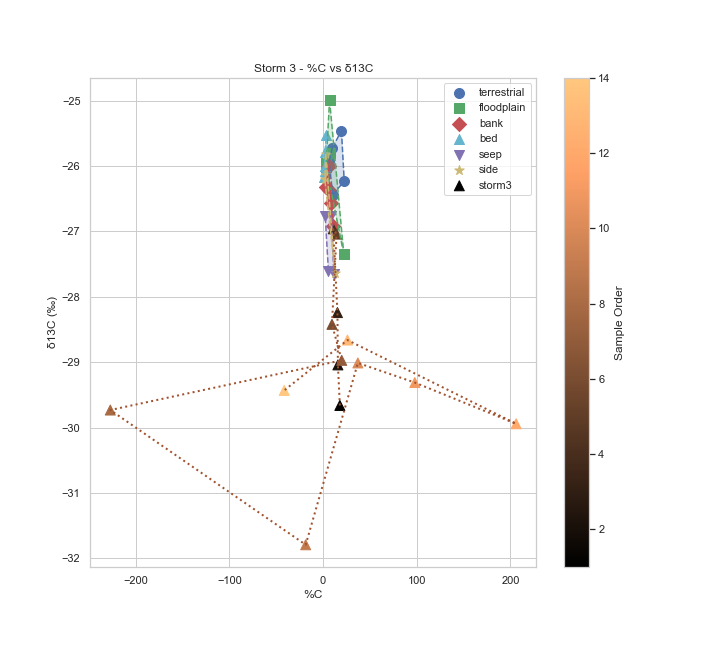 Storm 3 - %C vs δ13C
−25
−26
−27
−28
−29
−30
−31
−32
δ13C (‰)
−200
−100
0
100
200
%C
terrestrial
floodplain
bank
bed
seep
side
storm3
14
12
10
8
6
4
2
Sample Order